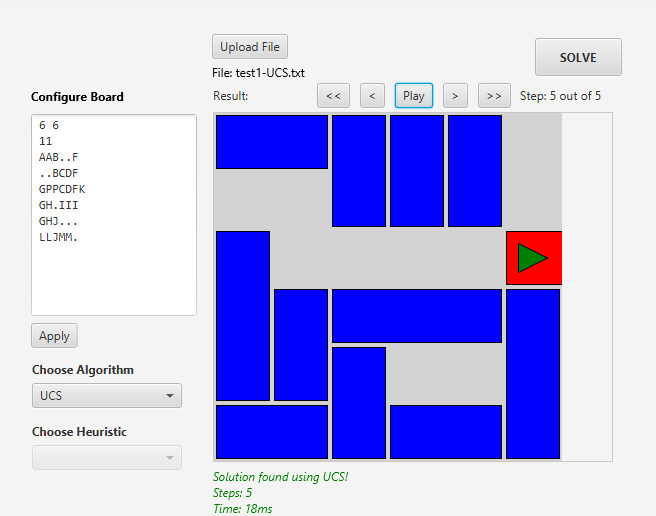 Upload File
SOLVE
File: test1-UCS.txt
Configure Board
Result:
<<
<
Play
>
>>
Step: 5 out of 5
6 6
11
AAB..F
..BCDF
GPPCDFK
GH.III
GHJ...
LLJMM.
Apply
Choose Algorithm
UCS
Choose Heuristic
Solution found using UCS!
Steps: 5
Time: 18ms